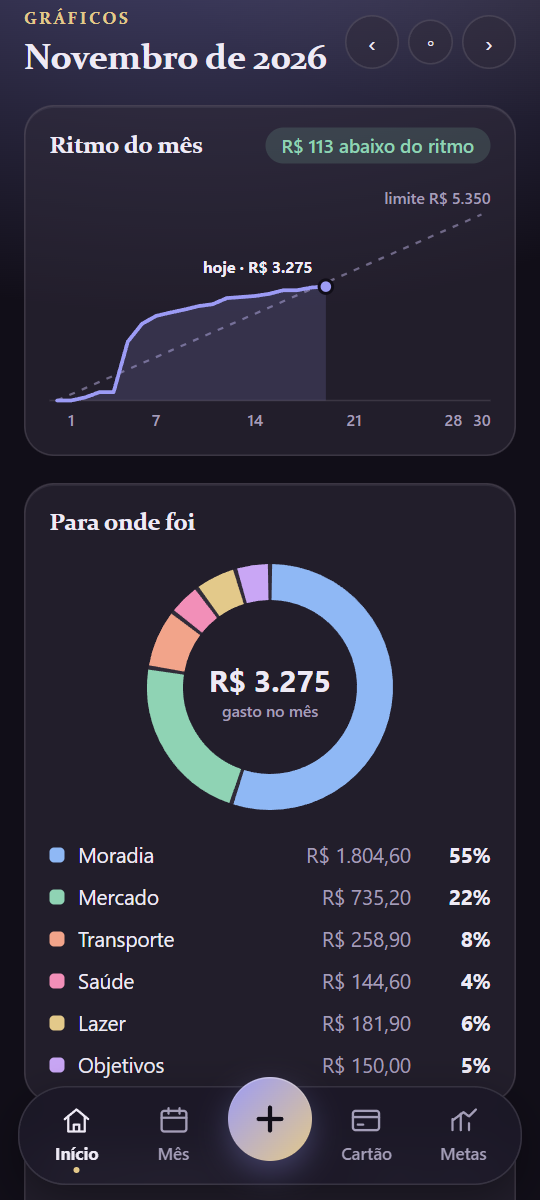 GRÁFICOS
Novembro de 2026
‹ ° ›
Ritmo do mês
R$ 113 abaixo do ritmo
limite R$ 5.350
hoje · R$ 3.275
1 7 14 21 28 30
Para onde foi
R$ 3.275
gasto no mês
Moradia R$ 1.804,60 55%
Mercado R$ 735,20 22%
Transporte R$ 258,90 8%
Saúde R$ 144,60 4%
Lazer R$ 181,90 6%
Objetivos R$ 150,00 5%
+
Início Mês Cartão Metas